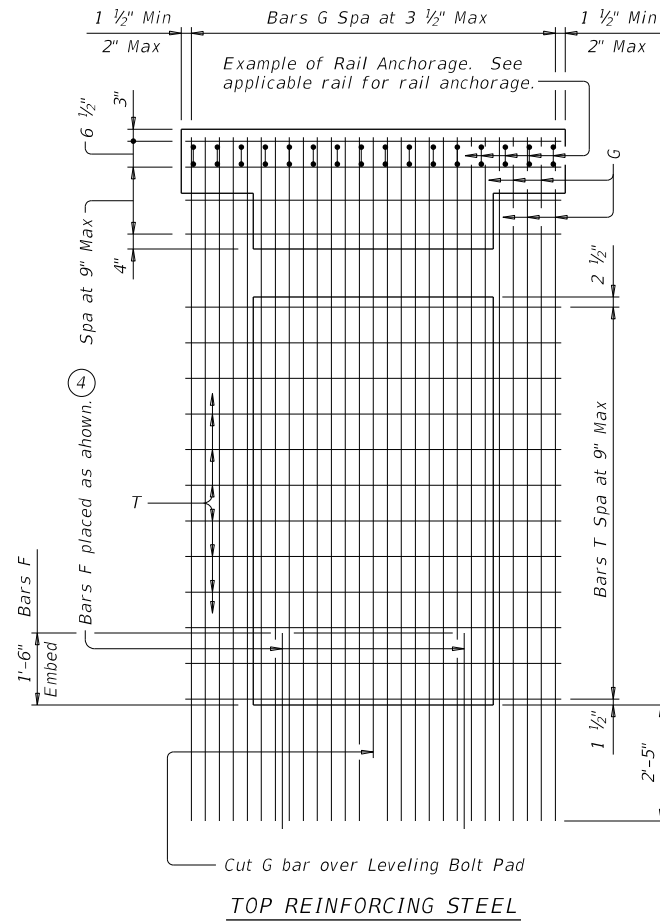 1 ½" Min
2" Max
Bars G Spa at 3 ½" Max
1 ½" Min
2" Max
Example of Rail Anchorage. See
applicable rail for rail anchorage.
6 ½"
3"
G
Spa at 9" Max
4"
2 ½"
4
Bars F placed as ahown.
T
Bars T Spa at 9" Max
Bars F
1'-6"
Embed
1 ½"
2'-5"
Cut G bar over Leveling Bolt Pad
TOP REINFORCING STEEL